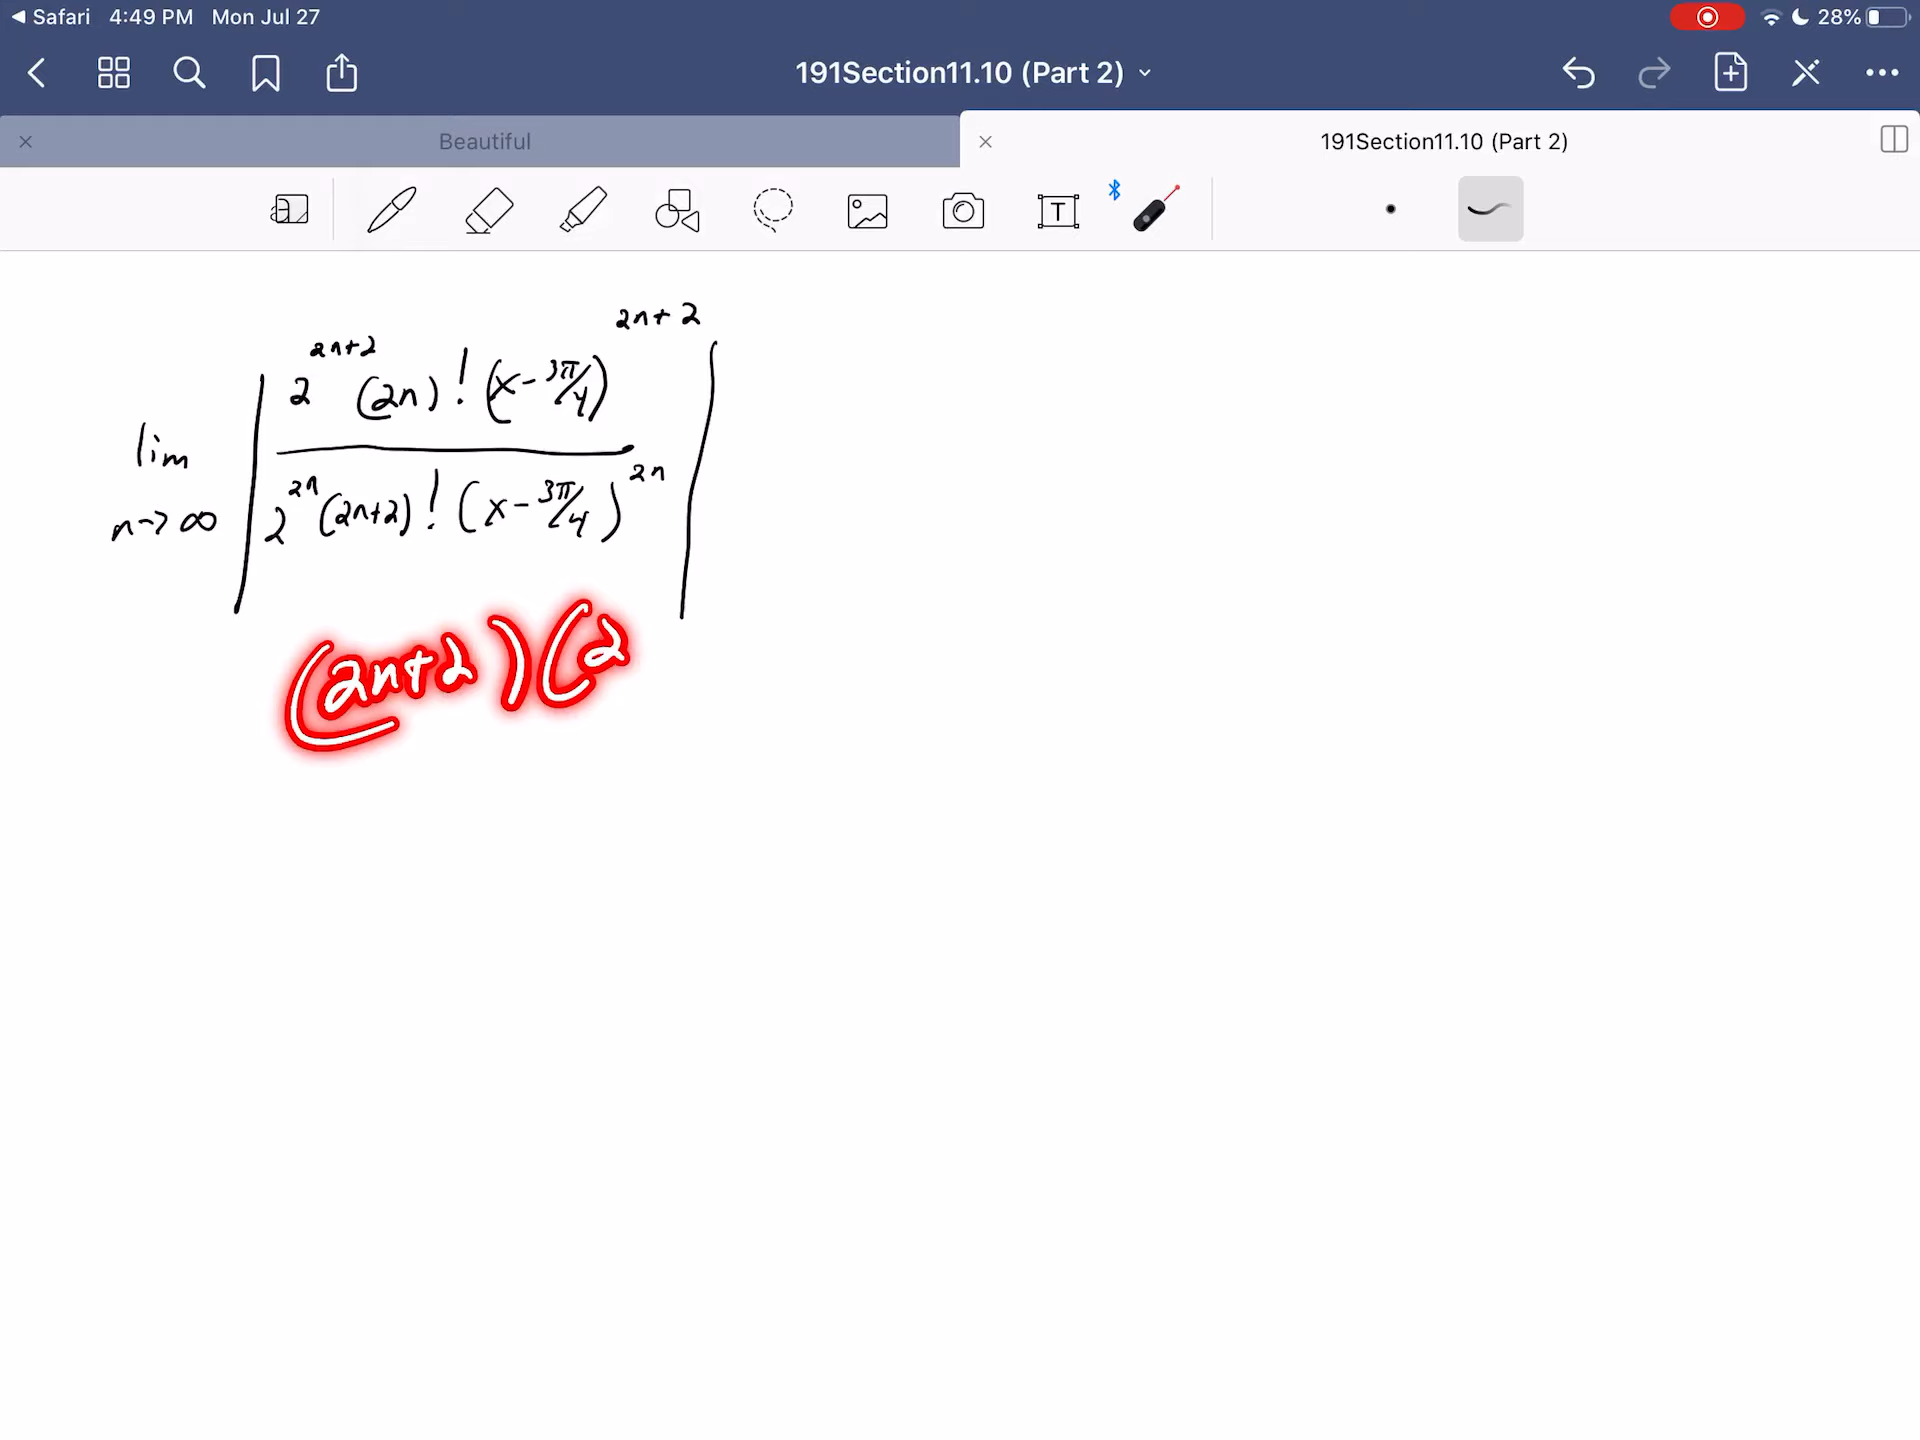 Safari 4:49 PM Mon Jul 27 28%
191Section11.10 (Part 2)
Beautiful 191Section11.10 (Part 2)
T
lim n→∞ | 2^{2n+2} (2n)! (x - 3π/4)^{2n+2} / 2^{2n} (2n+2)! (x - 3π/4)^{2n} |
(2n+2)(2